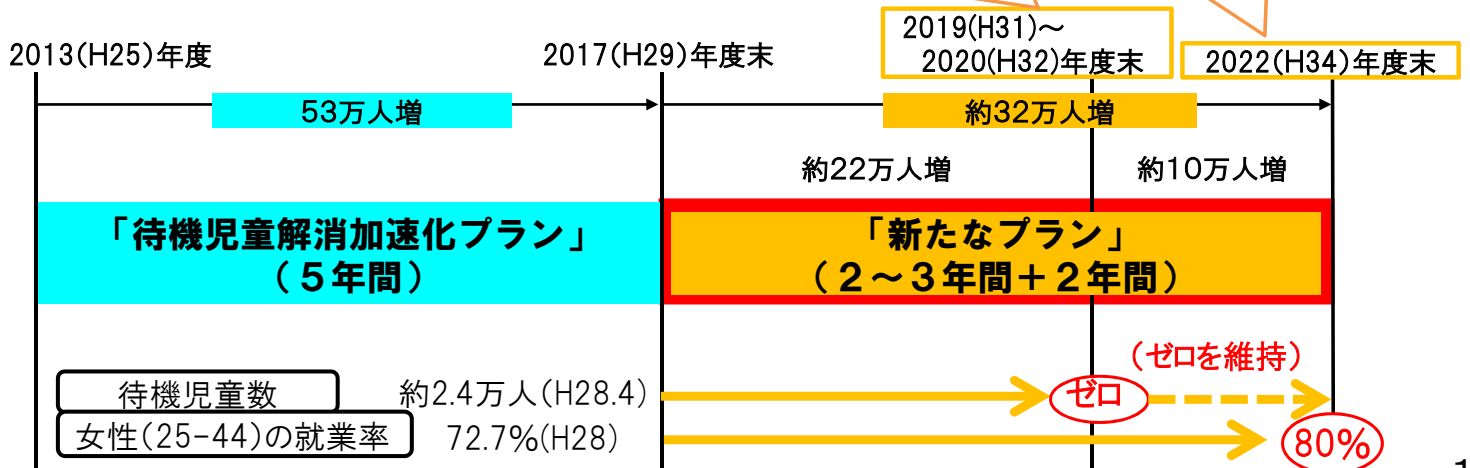 2013(H25)年度
2017(H29)年度末
2019(H31)～
2020(H32)年度末
2022(H34)年度末
53万人増
約32万人増
約22万人増
約10万人増
「待機児童解消加速化プラン」
（５年間）
「新たなプラン」
（２～３年間＋２年間）
（ゼロを維持）
待機児童数
約2.4万人(H28.4)
ゼロ
女性(25-44)の就業率
72.7%(H28)
80%
1